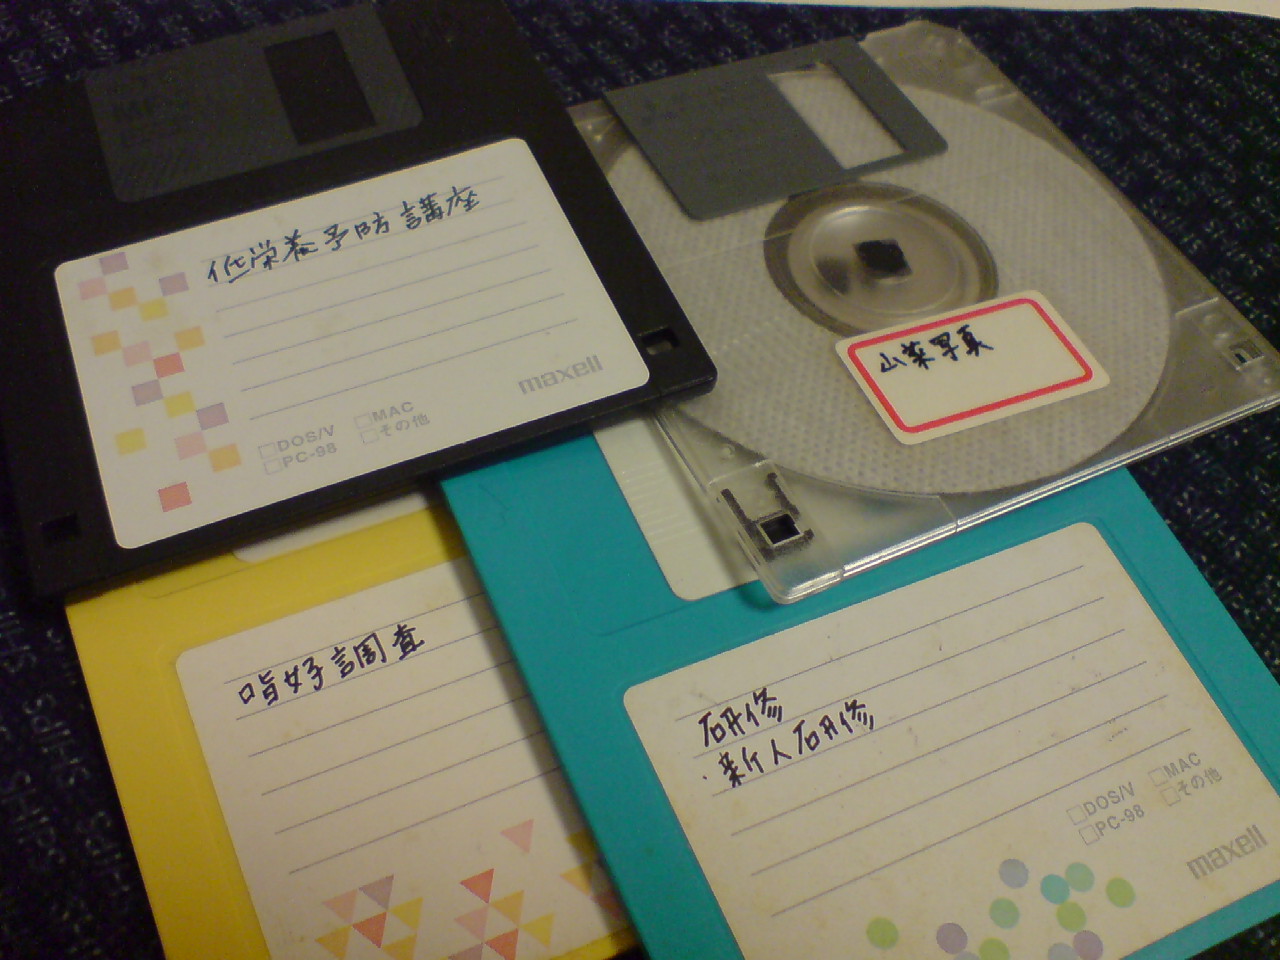 低栄養予防講座
maxell
□DOS/V □MAC
□PC-98 □その他
山菜写真
嗜好調査
研修
・新人研修
□DOS/V □MAC
□PC-98 □その他
maxell